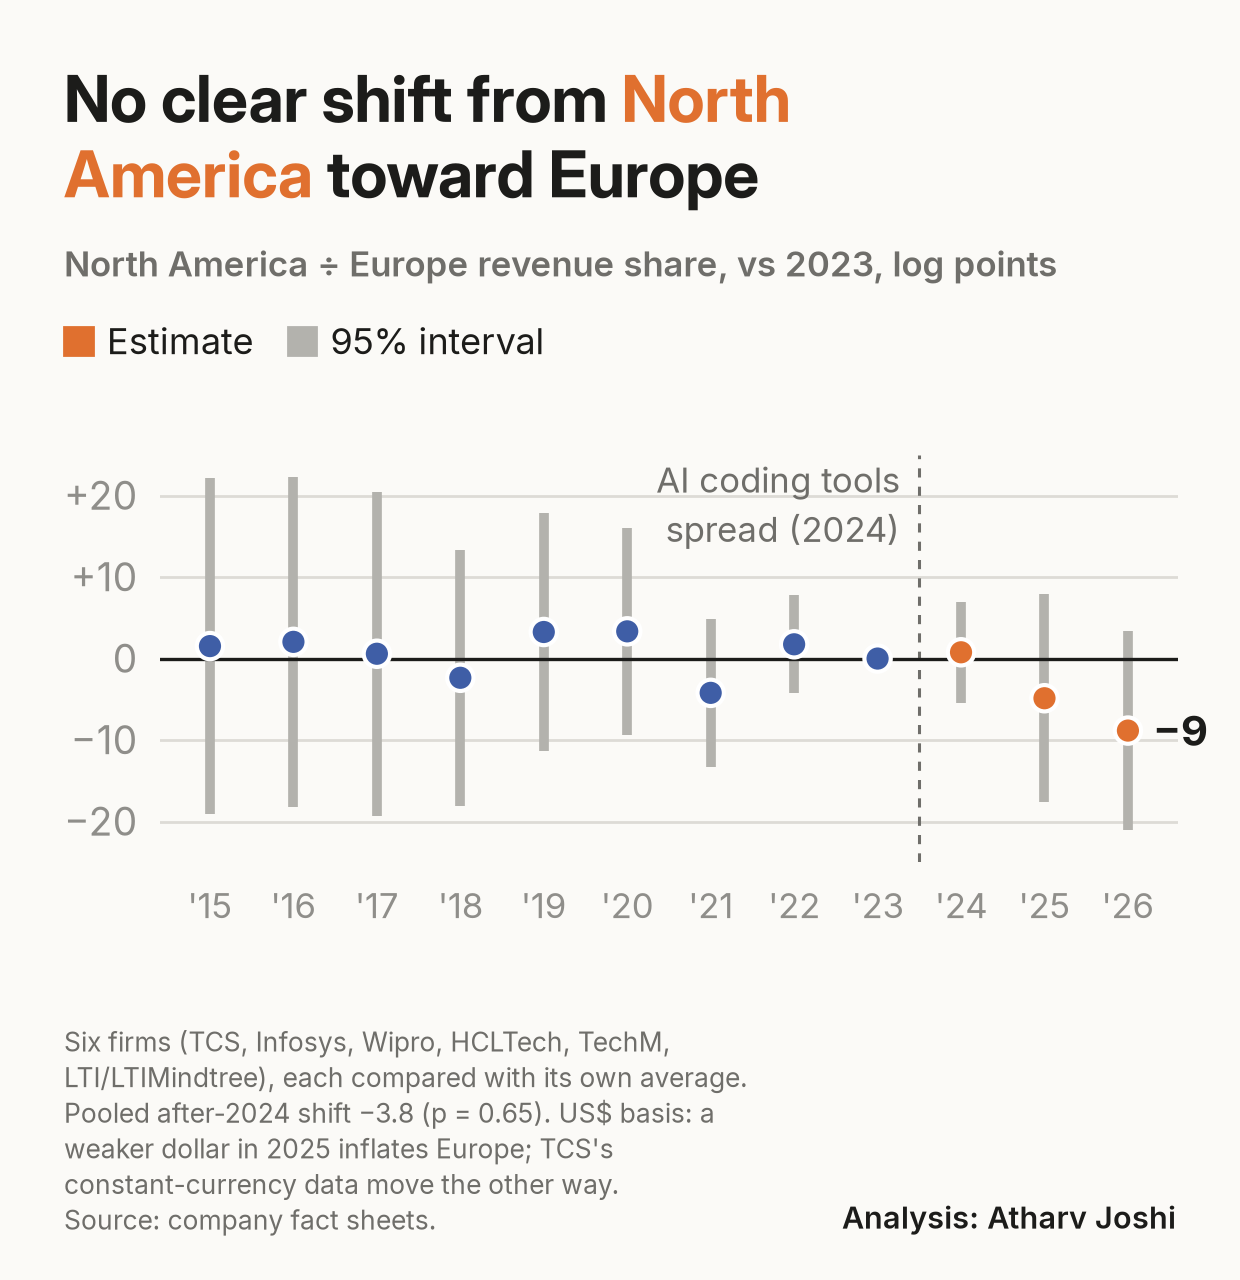 No clear shift from North
America toward Europe
North America ÷ Europe revenue share, vs 2023, log points
Estimate 95% interval
AI coding tools
spread (2024)
+20
+10
0
−10
−20
−9
'15 '16 '17 '18 '19 '20 '21 '22 '23 '24 '25 '26
Six firms (TCS, Infosys, Wipro, HCLTech, TechM,
LTI/LTIMindtree), each compared with its own average.
Pooled after-2024 shift −3.8 (p = 0.65). US$ basis: a
weaker dollar in 2025 inflates Europe; TCS's
constant-currency data move the other way.
Source: company fact sheets.
Analysis: Atharv Joshi